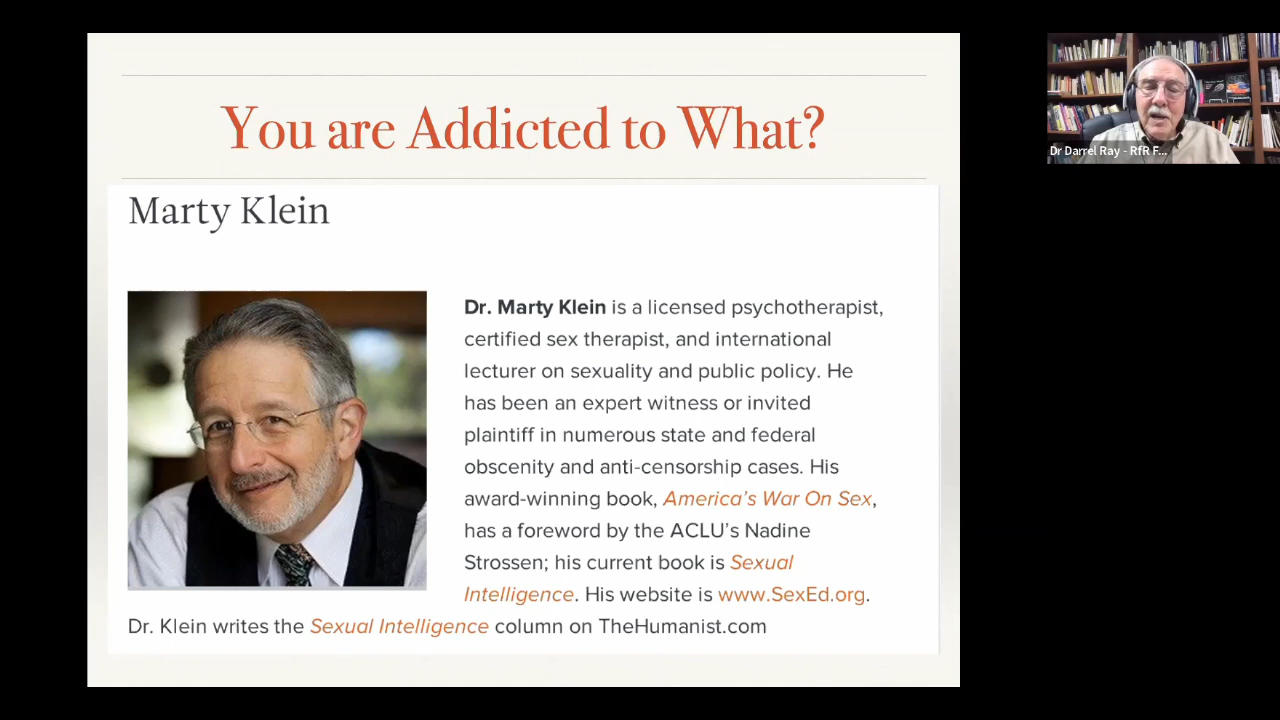 You are Addicted to What?
Marty Klein
Dr. Marty Klein is a licensed psychotherapist,
certified sex therapist, and international
lecturer on sexuality and public policy. He
has been an expert witness or invited
plaintiff in numerous state and federal
obscenity and anti-censorship cases. His
award-winning book, America's War On Sex,
has a foreword by the ACLU's Nadine
Strossen; his current book is Sexual
Intelligence. His website is www.SexEd.org.
Dr. Klein writes the Sexual Intelligence column on TheHumanist.com
Dr Darrel Ray - RfR F...